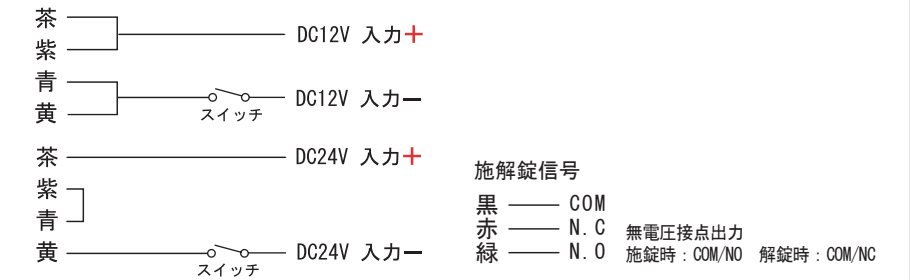 茶
紫
DC12V 入力+
青
黄
スイッチ
DC12V 入力ー
茶
DC24V 入力+
紫
青
黄
スイッチ
DC24V 入力ー
施解錠信号
黒 COM
赤 N.C
緑 N.O
無電圧接点出力
施錠時：COM/NO 解錠時：COM/NC